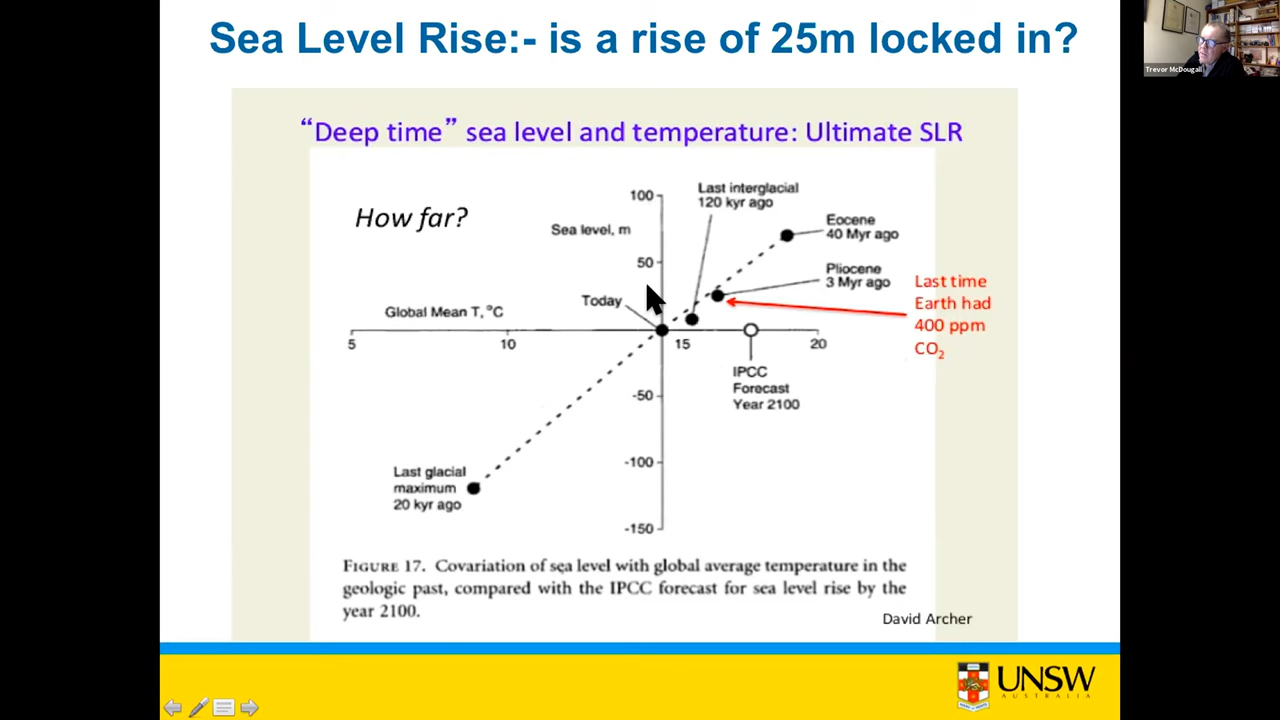 Sea Level Rise:- is a rise of 25m locked in?
Trevor McDougall
“Deep time” sea level and temperature: Ultimate SLR
How far?
100
Last interglacial
120 kyr ago
Sea level, m
Eocene
40 Myr ago
50
Pliocene
3 Myr ago
Last time
Earth had
400 ppm
CO2
Today
Global Mean T, °C
5
10
15
20
IPCC
Forecast
Year 2100
-50
-100
Last glacial
maximum
20 kyr ago
-150
FIGURE 17. Covariation of sea level with global average temperature in the
geologic past, compared with the IPCC forecast for sea level rise by the
year 2100.
David Archer
UNSW
AUSTRALIA